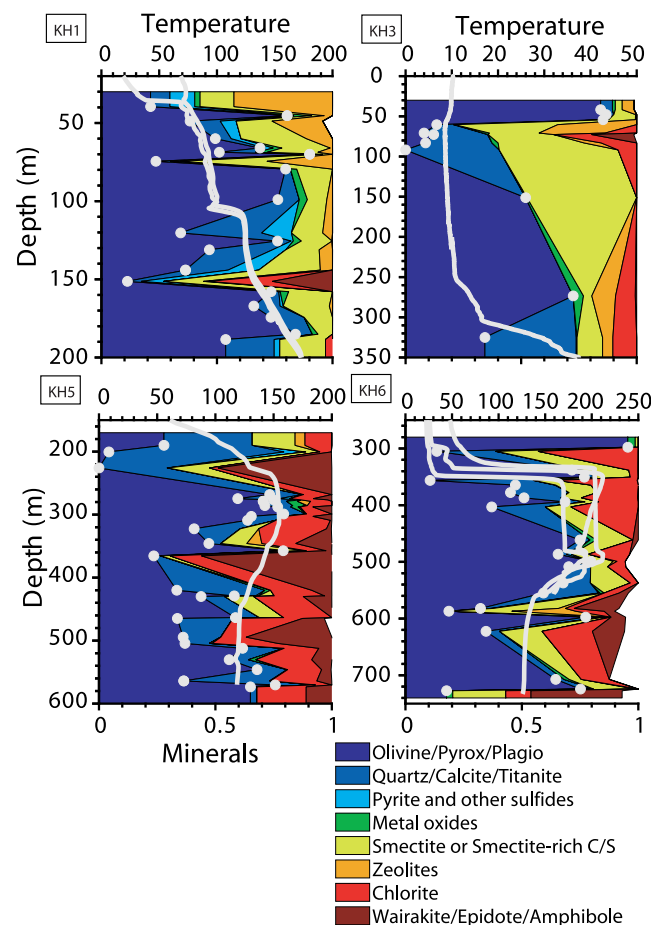 KH1 Temperature Temperature
KH3
0 50 100 150 200
0 10 20 30 40 50
Depth (m)
50
100
150
200
0
50
100
150
200
250
300
350
KH5
0 50 100 150 200
KH6
0 50 100 150 200 250
Depth (m)
200
300
400
500
600
300
400
500
600
700
0 0.5 1
0 0.5 1
Minerals
Olivine/Pyrox/Plagio
Quartz/Calcite/Titanite
Pyrite and other sulfides
Metal oxides
Smectite or Smectite-rich C/S
Zeolites
Chlorite
Wairakite/Epidote/Amphibole